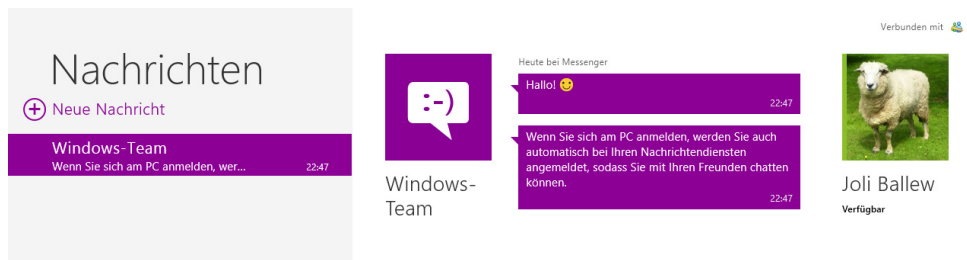 Nachrichten
Neue Nachricht
Windows-Team
Wenn Sie sich am PC anmelden, wer...
22:47
:-)
Windows-
Team
Heute bei Messenger
Hallo!
22:47
Wenn Sie sich am PC anmelden, werden Sie auch
automatisch bei Ihren Nachrichtendiensten
angemeldet, sodass Sie mit Ihren Freunden chatten
können.
22:47
Verbunden mit
Joli Ballew
Verfügbar